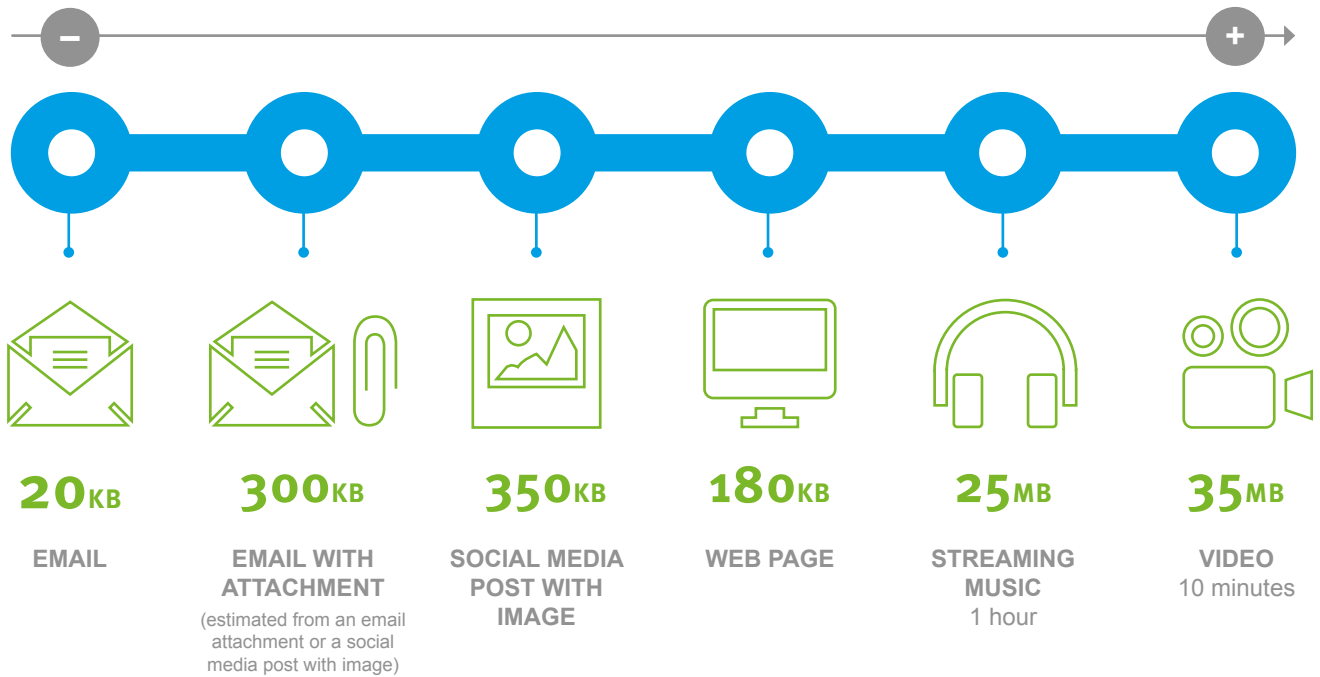 – +
20KB 300KB 350KB 180KB 25MB 35MB
EMAIL
EMAIL WITH
ATTACHMENT
(estimated from an email
attachment or a social
media post with image)
SOCIAL MEDIA
POST WITH
IMAGE
WEB PAGE
STREAMING
MUSIC
1 hour
VIDEO
10 minutes